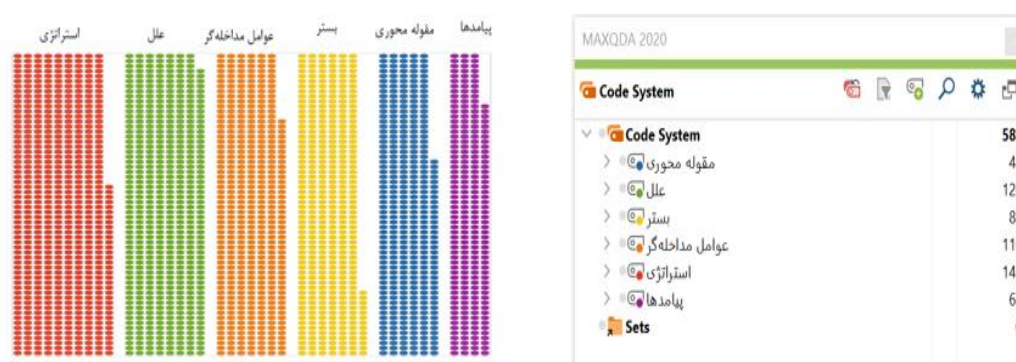 استراتژی علل عوامل مداخله‌گر بستر مقوله محوری پیامدها
MAXQDA 2020
Code System
Code System 58
مقوله محوری 4
علل 12
بستر 8
عوامل مداخله‌گر 11
استراتژی 14
پیامدها 6
Sets